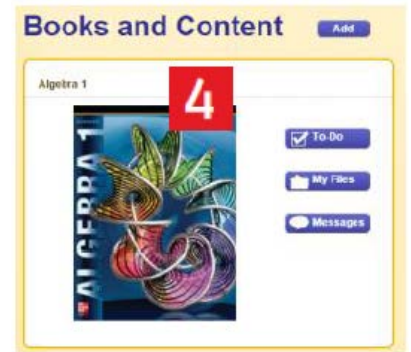 Books and Content Add
Algebra 1
4
ALGEBRA 1
To-Do
My Files
Messages